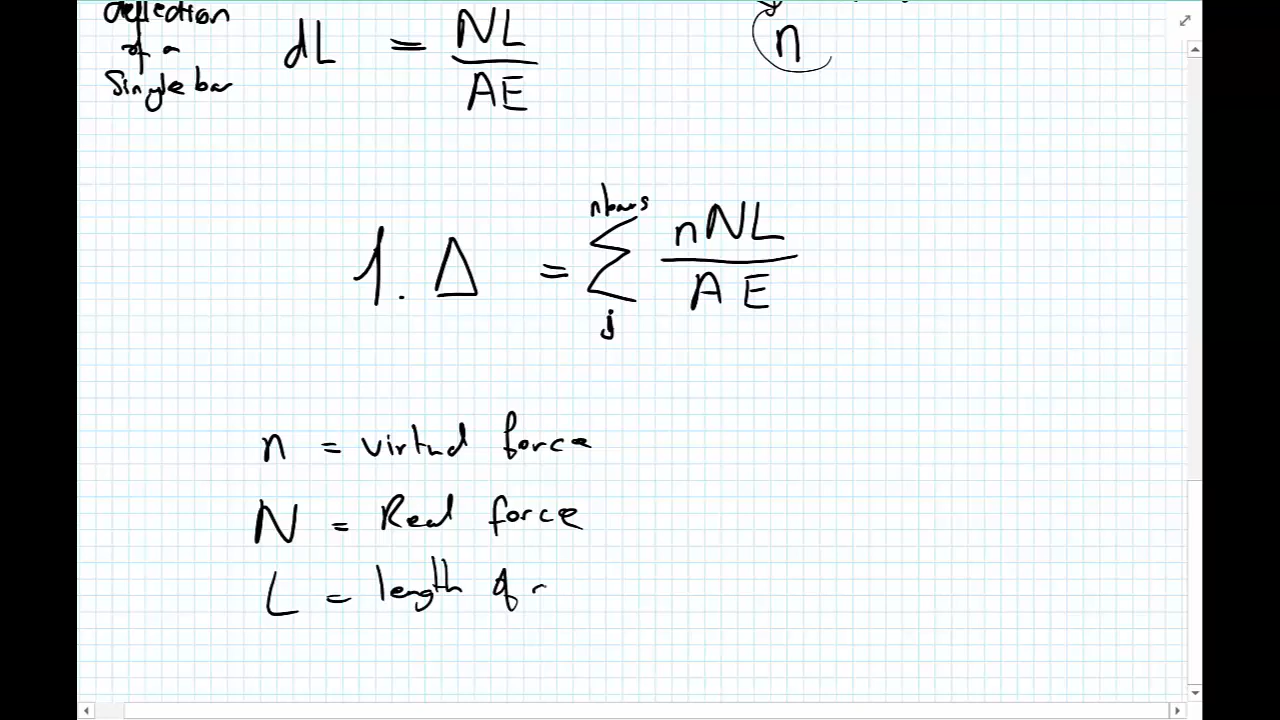 deflection
of a
single bar
dL = NL / AE
n
nbars
1. Δ = Σ nNL / AE
j
n = virtual force
N = Real force
L = length of